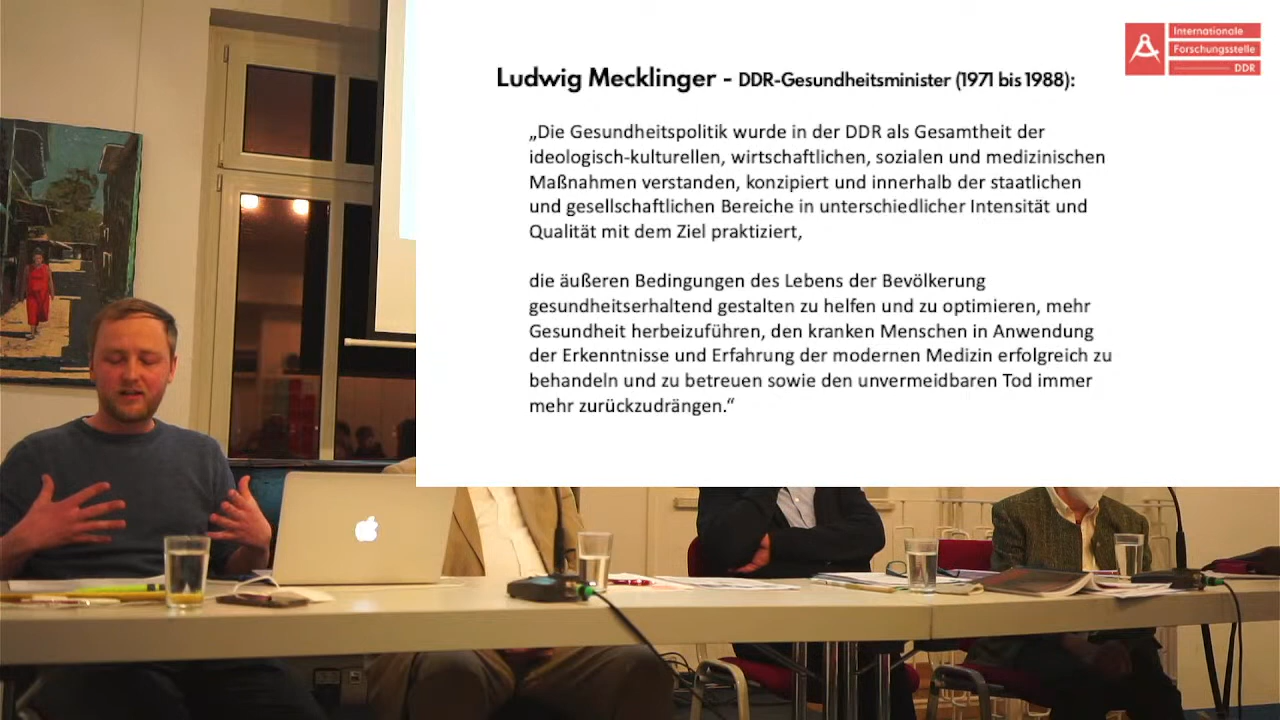 Internationale
Forschungsstelle
DDR
Ludwig Mecklinger - DDR-Gesundheitsminister (1971 bis 1988):
„Die Gesundheitspolitik wurde in der DDR als Gesamtheit der
ideologisch-kulturellen, wirtschaftlichen, sozialen und medizinischen
Maßnahmen verstanden, konzipiert und innerhalb der staatlichen
und gesellschaftlichen Bereiche in unterschiedlicher Intensität und
Qualität mit dem Ziel praktiziert,
die äußeren Bedingungen des Lebens der Bevölkerung
gesundheitserhaltend gestalten zu helfen und zu optimieren, mehr
Gesundheit herbeizuführen, den kranken Menschen in Anwendung
der Erkenntnisse und Erfahrung der modernen Medizin erfolgreich zu
behandeln und zu betreuen sowie den unvermeidbaren Tod immer
mehr zurückzudrängen.“